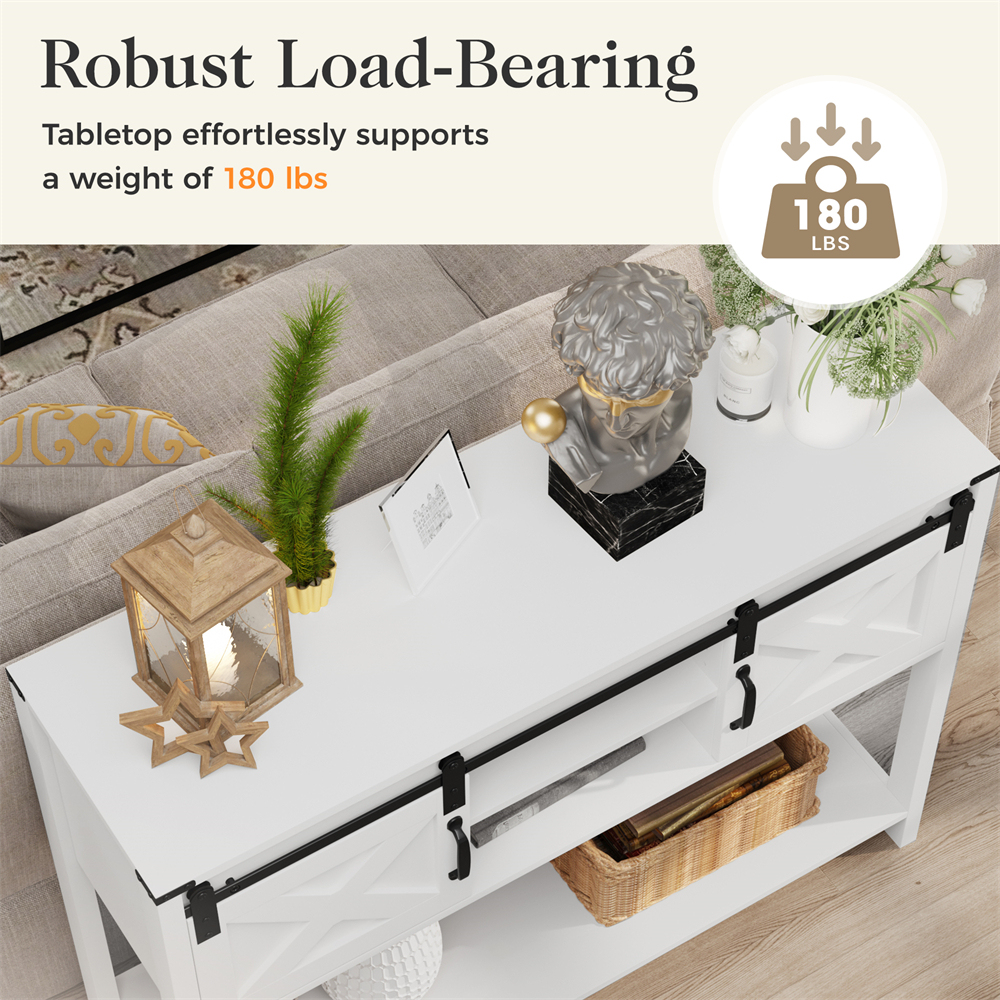 Robust Load-Bearing
Tabletop effortlessly supports
a weight of 180 lbs
180
LBS